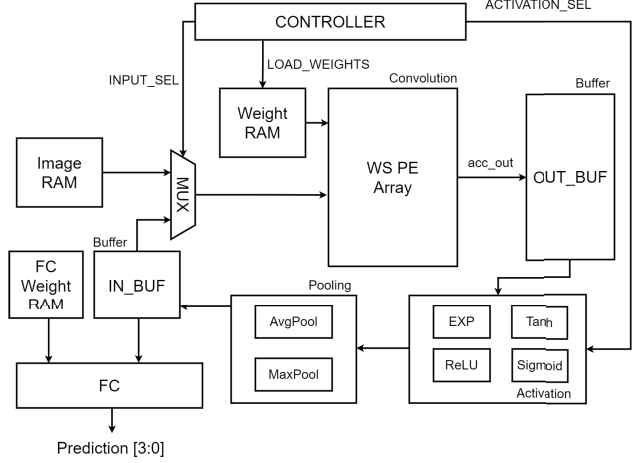 ACTIVATION_SEL
CONTROLLER
INPUT_SEL
LOAD_WEIGHTS
Convolution
Buffer
Weight
RAM
Image
RAM
MUX
WS PE
Array
acc_out
OUT_BUF
Buffer
FC
Weight
RAM
IN_BUF
Pooling
AvgPool
MaxPool
EXP
Tanh
ReLU
Sigmoid
Activation
FC
Prediction [3:0]